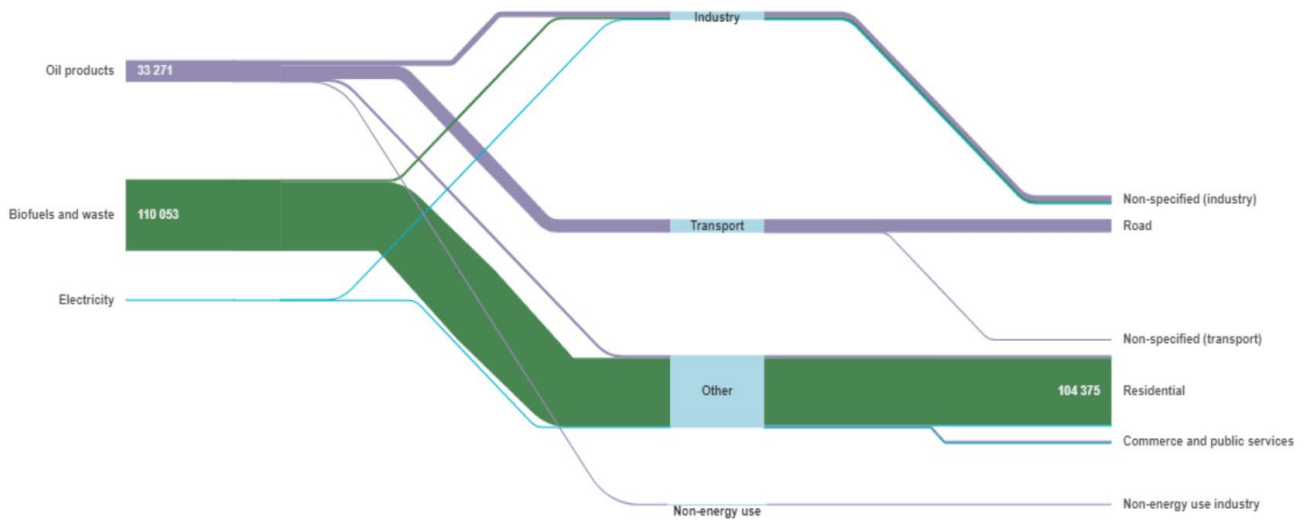 Industry
Oil products
33 271
Non-specified (industry)
Biofuels and waste
110 053
Transport
Road
Electricity
Non-specified (transport)
Other
104 375
Residential
Commerce and public services
Non-energy use
Non-energy use industry